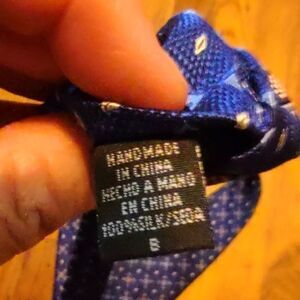 HANDMADE
IN CHINA
HECHO A MANO
EN CHINA
100%SILK/SEDA
B